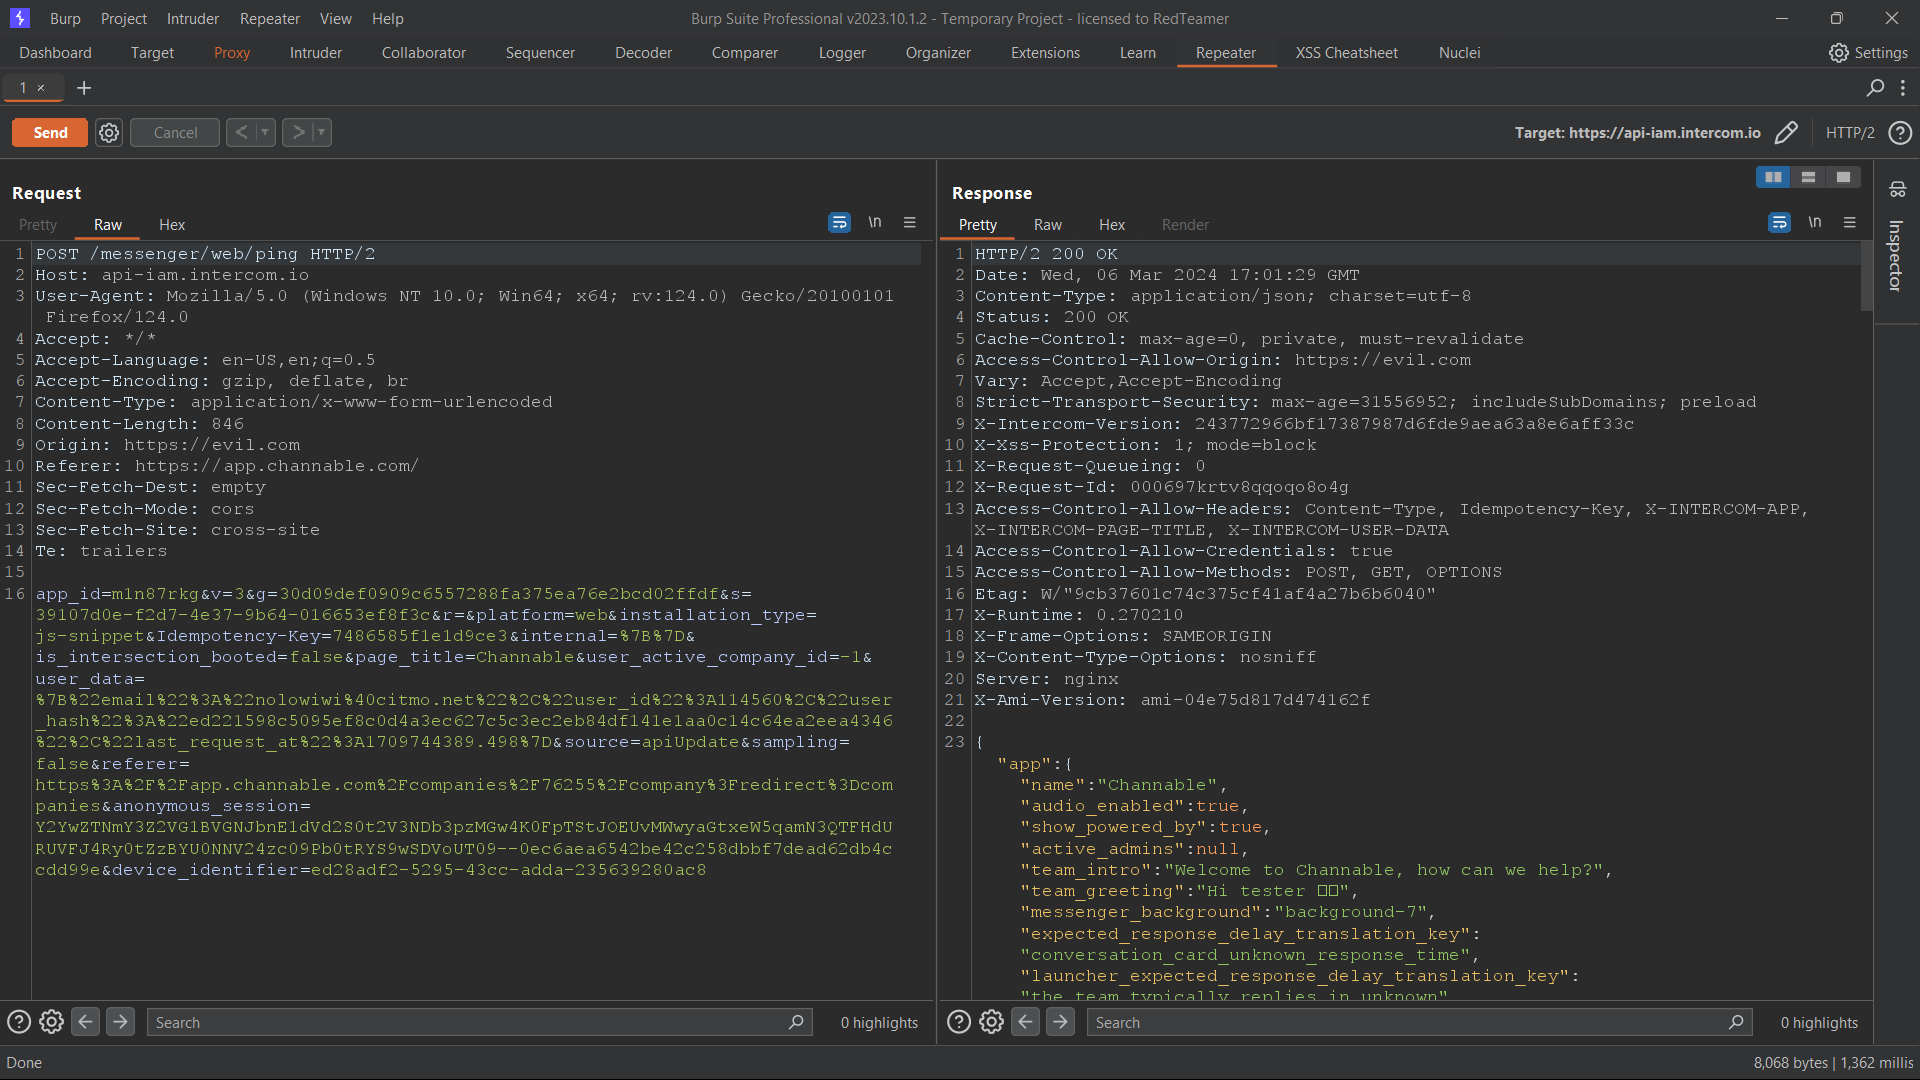 Burp Project Intruder Repeater View Help
Burp Suite Professional v2023.10.1.2 - Temporary Project - licensed to RedTeamer
Dashboard Target Proxy Intruder Collaborator Sequencer Decoder Comparer Logger Organizer Extensions Learn Repeater XSS Cheatsheet Nuclei Settings
1 × +
Send Cancel < > Target: https://api-iam.intercom.io HTTP/2
Request
Pretty Raw Hex \n
1 POST /messenger/web/ping HTTP/2
2 Host: api-iam.intercom.io
3 User-Agent: Mozilla/5.0 (Windows NT 10.0; Win64; x64; rv:124.0) Gecko/20100101
Firefox/124.0
4 Accept: */*
5 Accept-Language: en-US,en;q=0.5
6 Accept-Encoding: gzip, deflate, br
7 Content-Type: application/x-www-form-urlencoded
8 Content-Length: 846
9 Origin: https://evil.com
10 Referer: https://app.channable.com/
11 Sec-Fetch-Dest: empty
12 Sec-Fetch-Mode: cors
13 Sec-Fetch-Site: cross-site
14 Te: trailers
15
16 app_id=m1n87rkg&v=3&g=30d09def0909c6557288fa375ea76e2bcd02ffdf&s=
39107d0e-f2d7-4e37-9b64-016653ef8f3c&r=&platform=web&installation_type=
js-snippet&Idempotency-Key=7486585f1e1d9ce3&internal=%7B%7D&
is_intersection_booted=false&page_title=Channable&user_active_company_id=-1&
user_data=
%7B%22email%22%3A%22nolowiwi%40citmo.net%22%2C%22user_id%22%3A114560%2C%22user
_hash%22%3A%22ed221598c5095ef8c0d4a3ec627c5c3ec2eb84df141e1aa0c14c64ea2eea4346
%22%2C%22last_request_at%22%3A1709744389.498%7D&source=apiUpdate&sampling=
false&referer=
https%3A%2F%2Fapp.channable.com%2Fcompanies%2F76255%2Fcompany%3Fredirect%3Dcom
panies&anonymous_session=
Y2YwZTNmY3Z2VG1BVGNJbnE1dVd2S0t2V3NDb3pzMGw4K0FpTStJOEUvMWwyaGtxeW5qamN3QTFHdU
RUVFJ4Ry0tZzBYU0NNV24zc09Pb0tRYS9wSDVoUT09--0ec6aea6542be42c258dbbf7dead62db4c
cdd99e&device_identifier=ed28adf2-5295-43cc-adda-235639280ac8
Search 0 highlights
Response
Pretty Raw Hex Render \n
1 HTTP/2 200 OK
2 Date: Wed, 06 Mar 2024 17:01:29 GMT
3 Content-Type: application/json; charset=utf-8
4 Status: 200 OK
5 Cache-Control: max-age=0, private, must-revalidate
6 Access-Control-Allow-Origin: https://evil.com
7 Vary: Accept,Accept-Encoding
8 Strict-Transport-Security: max-age=31556952; includeSubDomains; preload
9 X-Intercom-Version: 243772966bf17387987d6fde9aea63a8e6aff33c
10 X-Xss-Protection: 1; mode=block
11 X-Request-Queueing: 0
12 X-Request-Id: 000697krtv8qqoqo8o4g
13 Access-Control-Allow-Headers: Content-Type, Idempotency-Key, X-INTERCOM-APP,
X-INTERCOM-PAGE-TITLE, X-INTERCOM-USER-DATA
14 Access-Control-Allow-Credentials: true
15 Access-Control-Allow-Methods: POST, GET, OPTIONS
16 Etag: W/"9cb37601c74c375cf41af4a27b6b6040"
17 X-Runtime: 0.270210
18 X-Frame-Options: SAMEORIGIN
19 X-Content-Type-Options: nosniff
20 Server: nginx
21 X-Ami-Version: ami-04e75d817d474162f
22
23 {
"app":{
"name":"Channable",
"audio_enabled":true,
"show_powered_by":true,
"active_admins":null,
"team_intro":"Welcome to Channable, how can we help?",
"team_greeting":"Hi tester □□",
"messenger_background":"background-7",
"expected_response_delay_translation_key":
"conversation_card_unknown_response_time",
"launcher_expected_response_delay_translation_key":
"the_team_typically_replies_in_unknown"
Search 0 highlights
Inspector
Done
8,068 bytes | 1,362 millis